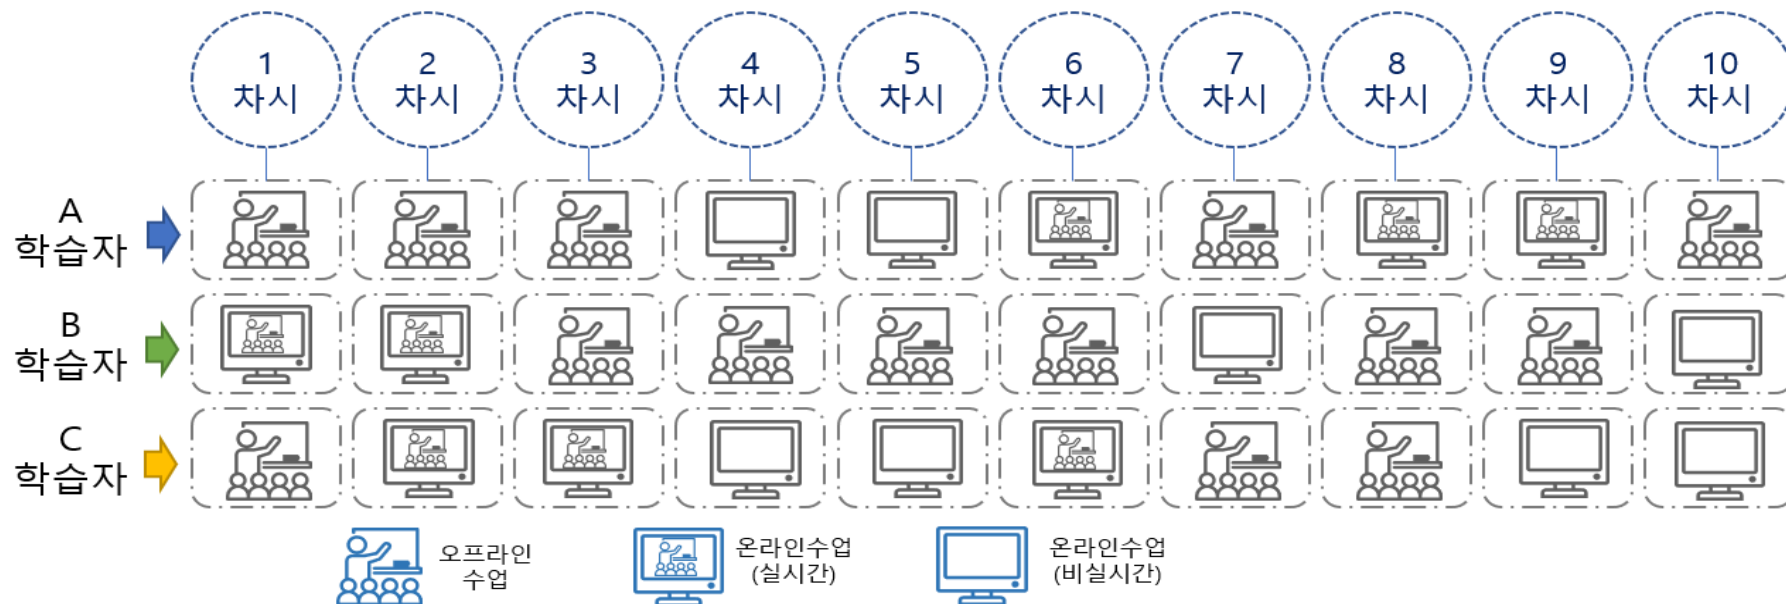 1
차시
2
차시
3
차시
4
차시
5
차시
6
차시
7
차시
8
차시
9
차시
10
차시
A
학습자
B
학습자
C
학습자
오프라인
수업
온라인수업
(실시간)
온라인수업
(비실시간)